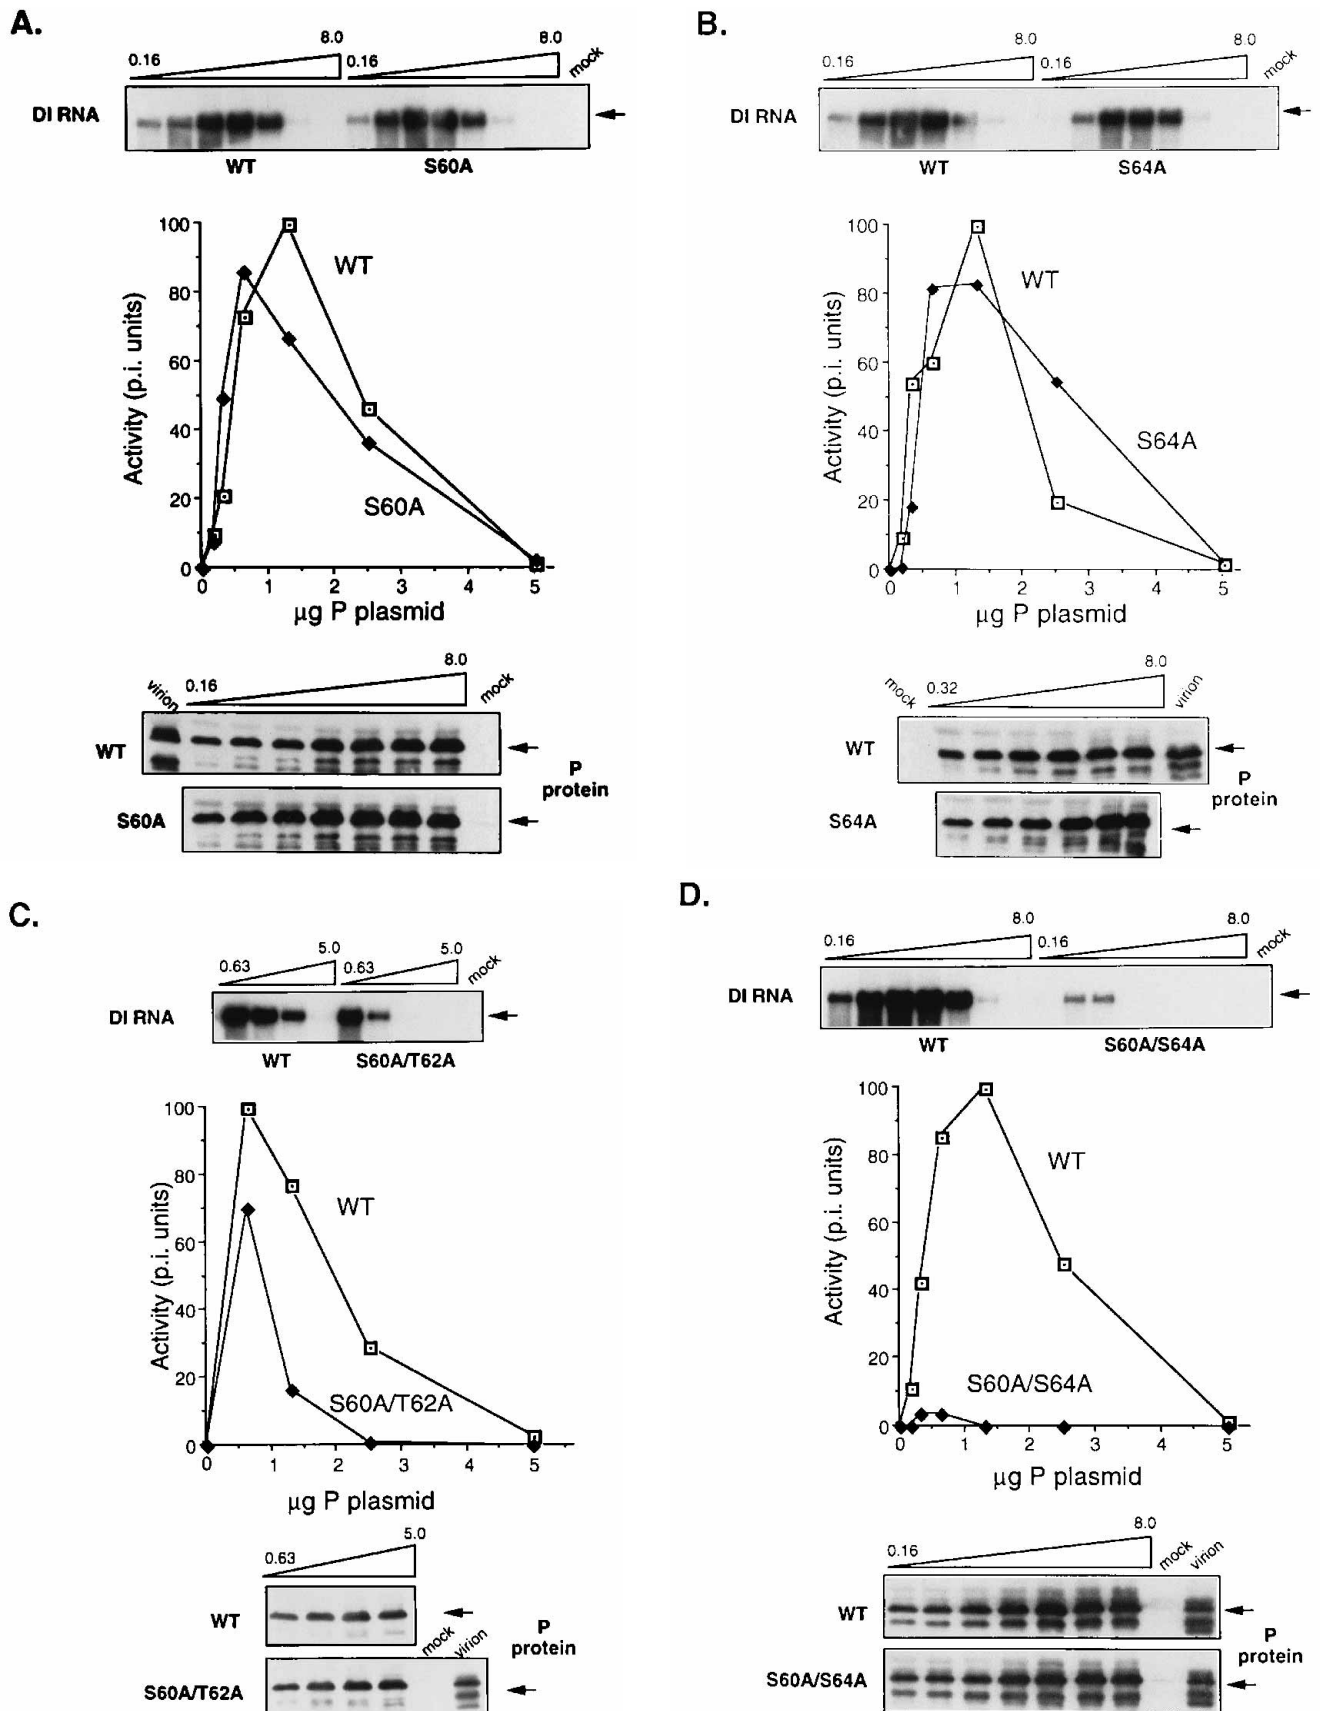 A.
0.16 8.0 0.16 8.0 mock
DI RNA
WT S60A
100
80
60
40
20
0
Activity (p.i. units)
WT
S60A
0 1 2 3 4 5
µg P plasmid
virion 0.16 8.0 mock
WT
S60A
P
protein
B.
0.16 8.0 0.16 8.0 mock
DI RNA
WT S64A
100
80
60
40
20
0
Activity (p.i. units)
WT
S64A
0 1 2 3 4 5
µg P plasmid
mock 0.32 8.0 virion
WT
S64A
P
protein
C.
0.63 5.0 0.63 5.0 mock
DI RNA
WT S60A/T62A
100
80
60
40
20
0
Activity (p.i. units)
WT
S60A/T62A
0 1 2 3 4 5
µg P plasmid
0.63 5.0
WT
mock virion
S60A/T62A
P
protein
D.
0.16 8.0 0.16 8.0 mock
DI RNA
WT S60A/S64A
100
80
60
40
20
0
Activity (p.i. units)
WT
S60A/S64A
0 1 2 3 4 5
µg P plasmid
0.16 8.0 mock virion
WT
S60A/S64A
P
protein